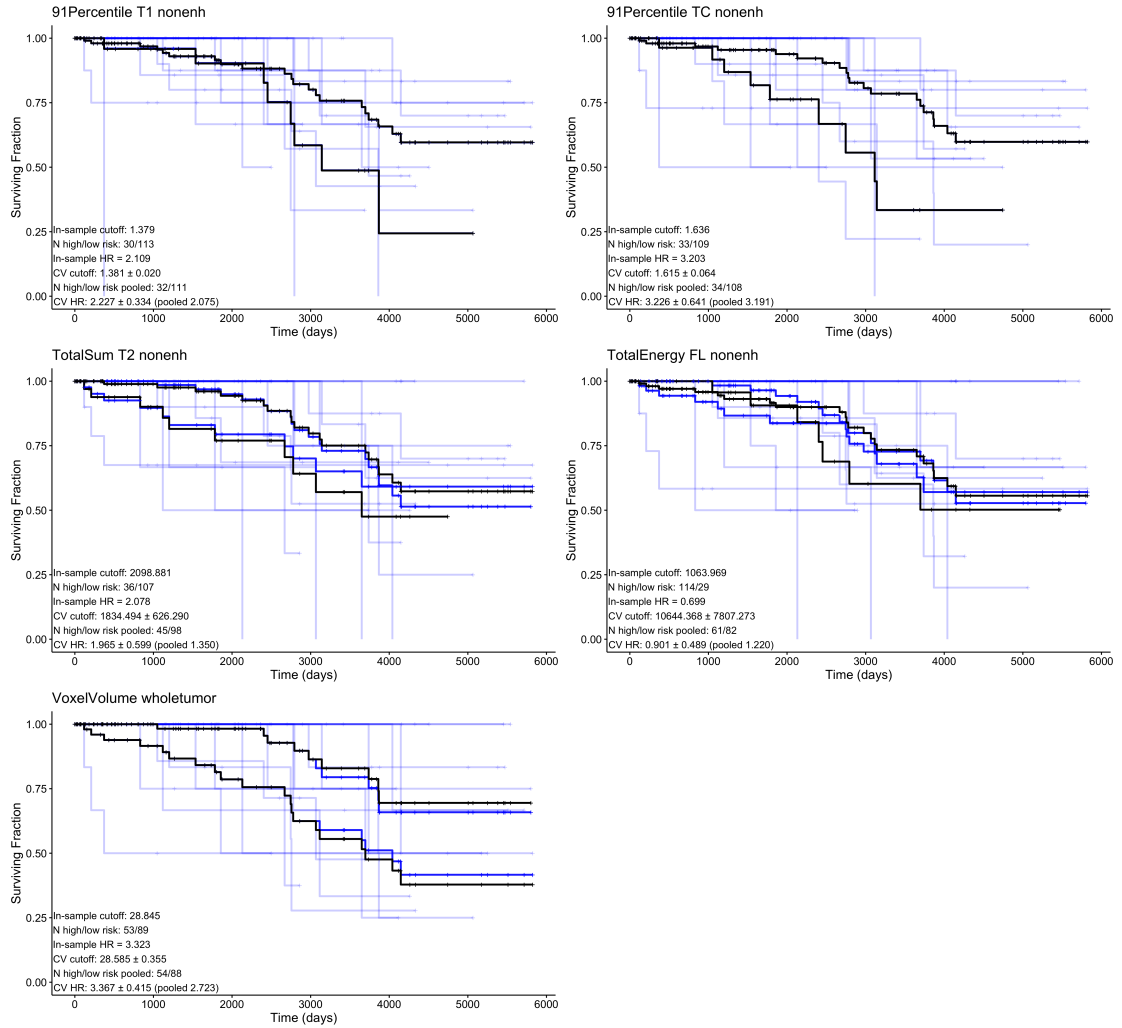 91Percentile T1 nonenh
1.00
0.75
0.50
0.25
0.00
Surviving Fraction
In-sample cutoff: 1.379
N high/low risk: 30/113
In-sample HR = 2.109
CV cutoff: 1.381 ± 0.020
N high/low risk pooled: 32/111
CV HR: 2.227 ± 0.334 (pooled 2.075)
0 1000 2000 3000 4000 5000 6000
Time (days)
91Percentile TC nonenh
1.00
0.75
0.50
0.25
0.00
Surviving Fraction
In-sample cutoff: 1.636
N high/low risk: 33/109
In-sample HR = 3.203
CV cutoff: 1.615 ± 0.064
N high/low risk pooled: 34/108
CV HR: 3.226 ± 0.641 (pooled 3.191)
0 1000 2000 3000 4000 5000 6000
Time (days)
TotalSum T2 nonenh
1.00
0.75
0.50
0.25
0.00
Surviving Fraction
In-sample cutoff: 2098.881
N high/low risk: 36/107
In-sample HR = 2.078
CV cutoff: 1834.494 ± 626.290
N high/low risk pooled: 45/98
CV HR: 1.965 ± 0.599 (pooled 1.350)
0 1000 2000 3000 4000 5000 6000
Time (days)
TotalEnergy FL nonenh
1.00
0.75
0.50
0.25
0.00
Surviving Fraction
In-sample cutoff: 1063.969
N high/low risk: 114/29
In-sample HR = 0.699
CV cutoff: 10644.368 ± 7807.273
N high/low risk pooled: 61/82
CV HR: 0.901 ± 0.489 (pooled 1.220)
0 1000 2000 3000 4000 5000 6000
Time (days)
VoxelVolume wholetumor
1.00
0.75
0.50
0.25
0.00
Surviving Fraction
In-sample cutoff: 28.845
N high/low risk: 53/89
In-sample HR = 3.323
CV cutoff: 28.585 ± 0.355
N high/low risk pooled: 54/88
CV HR: 3.367 ± 0.415 (pooled 2.723)
0 1000 2000 3000 4000 5000 6000
Time (days)